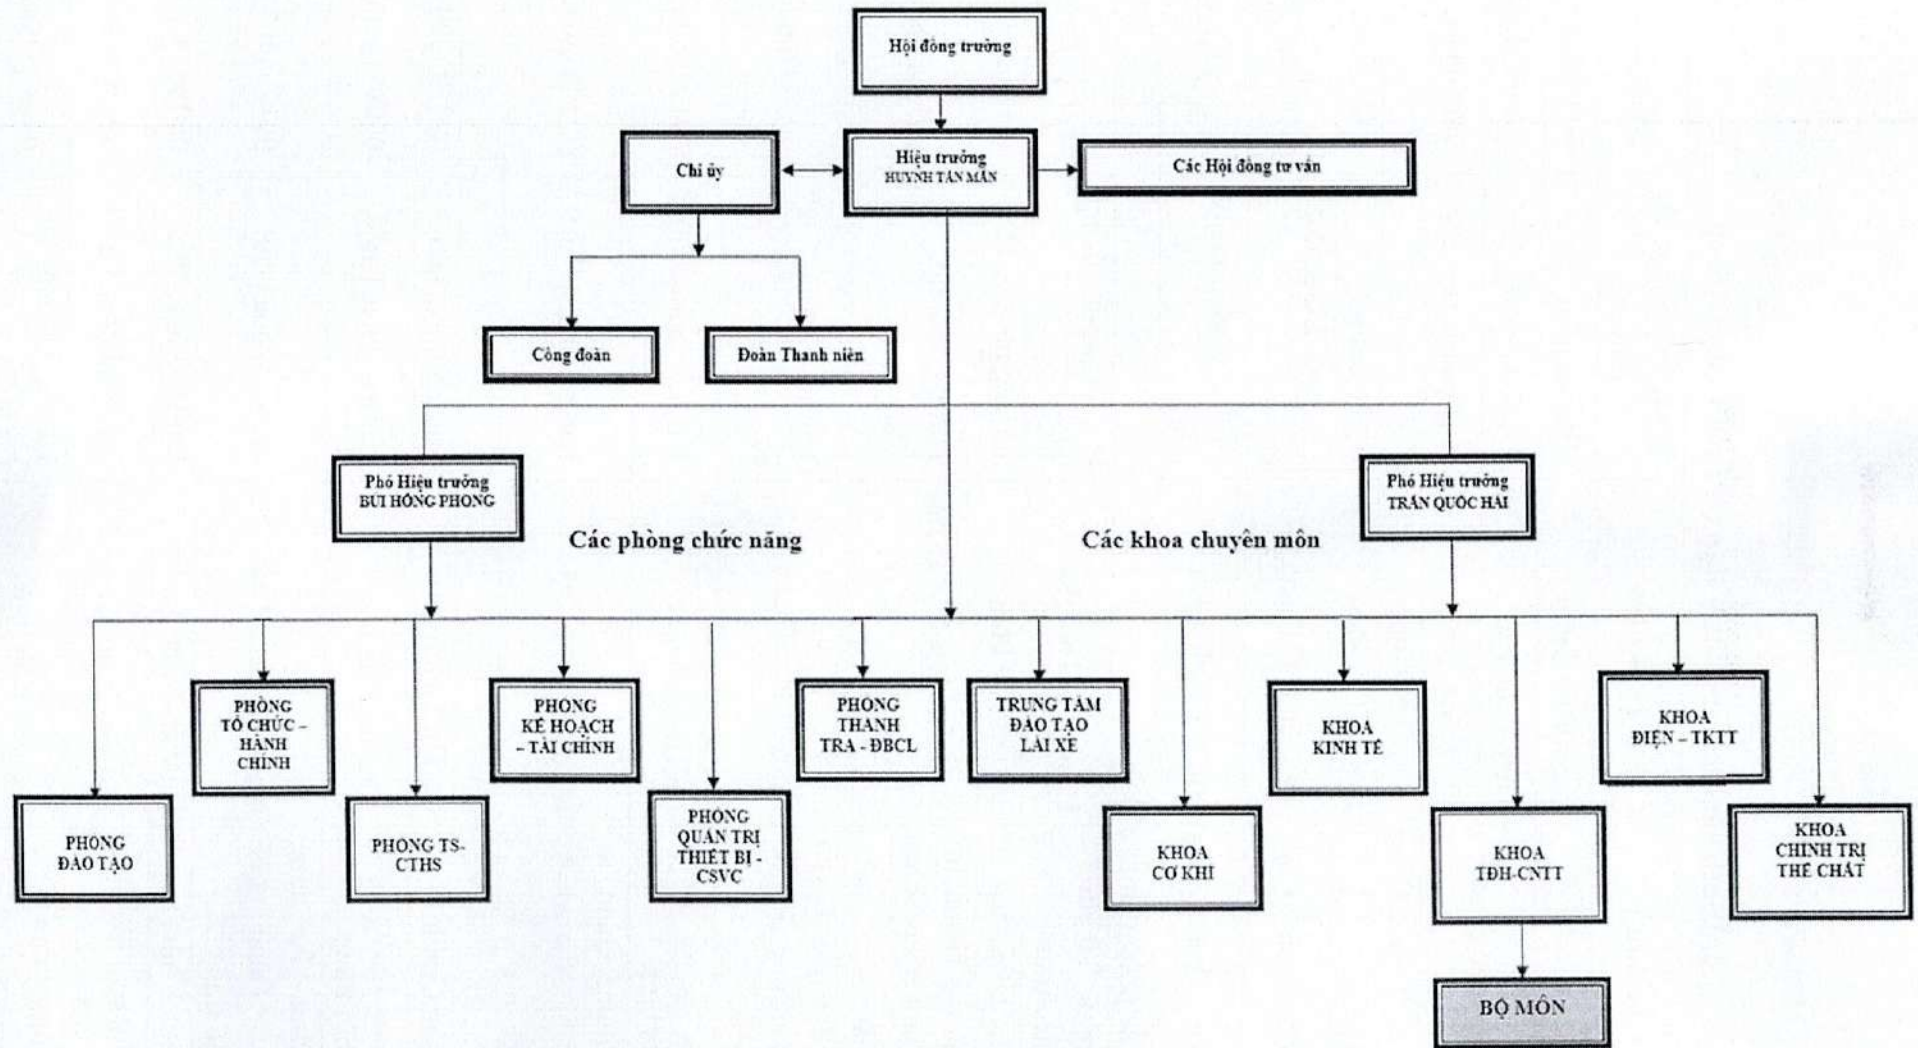 Hội đồng trường
Chi ủy
Hiệu trưởng
HUỲNH TẤN MẪN
Các Hội đồng tư vấn
Công đoàn
Đoàn Thanh niên
Phó Hiệu trưởng
BÙI HỒNG PHONG
Phó Hiệu trưởng
TRẦN QUỐC HẢI
Các phòng chức năng
Các khoa chuyên môn
PHÒNG
TỔ CHỨC –
HÀNH
CHÍNH
PHÒNG
KẾ HOẠCH
– TÀI CHÍNH
PHÒNG
THANH
TRA - ĐBCL
TRUNG TÂM
ĐÀO TẠO
LÁI XE
KHOA
KINH TẾ
KHOA
ĐIỆN – TKTT
PHÒNG
ĐÀO TẠO
PHÒNG TS-
CTHS
PHÒNG
QUẢN TRỊ
THIẾT BỊ -
CSVC
KHOA
CƠ KHÍ
KHOA
TĐH-CNTT
KHOA
CHÍNH TRỊ
THỂ CHẤT
BỘ MÔN